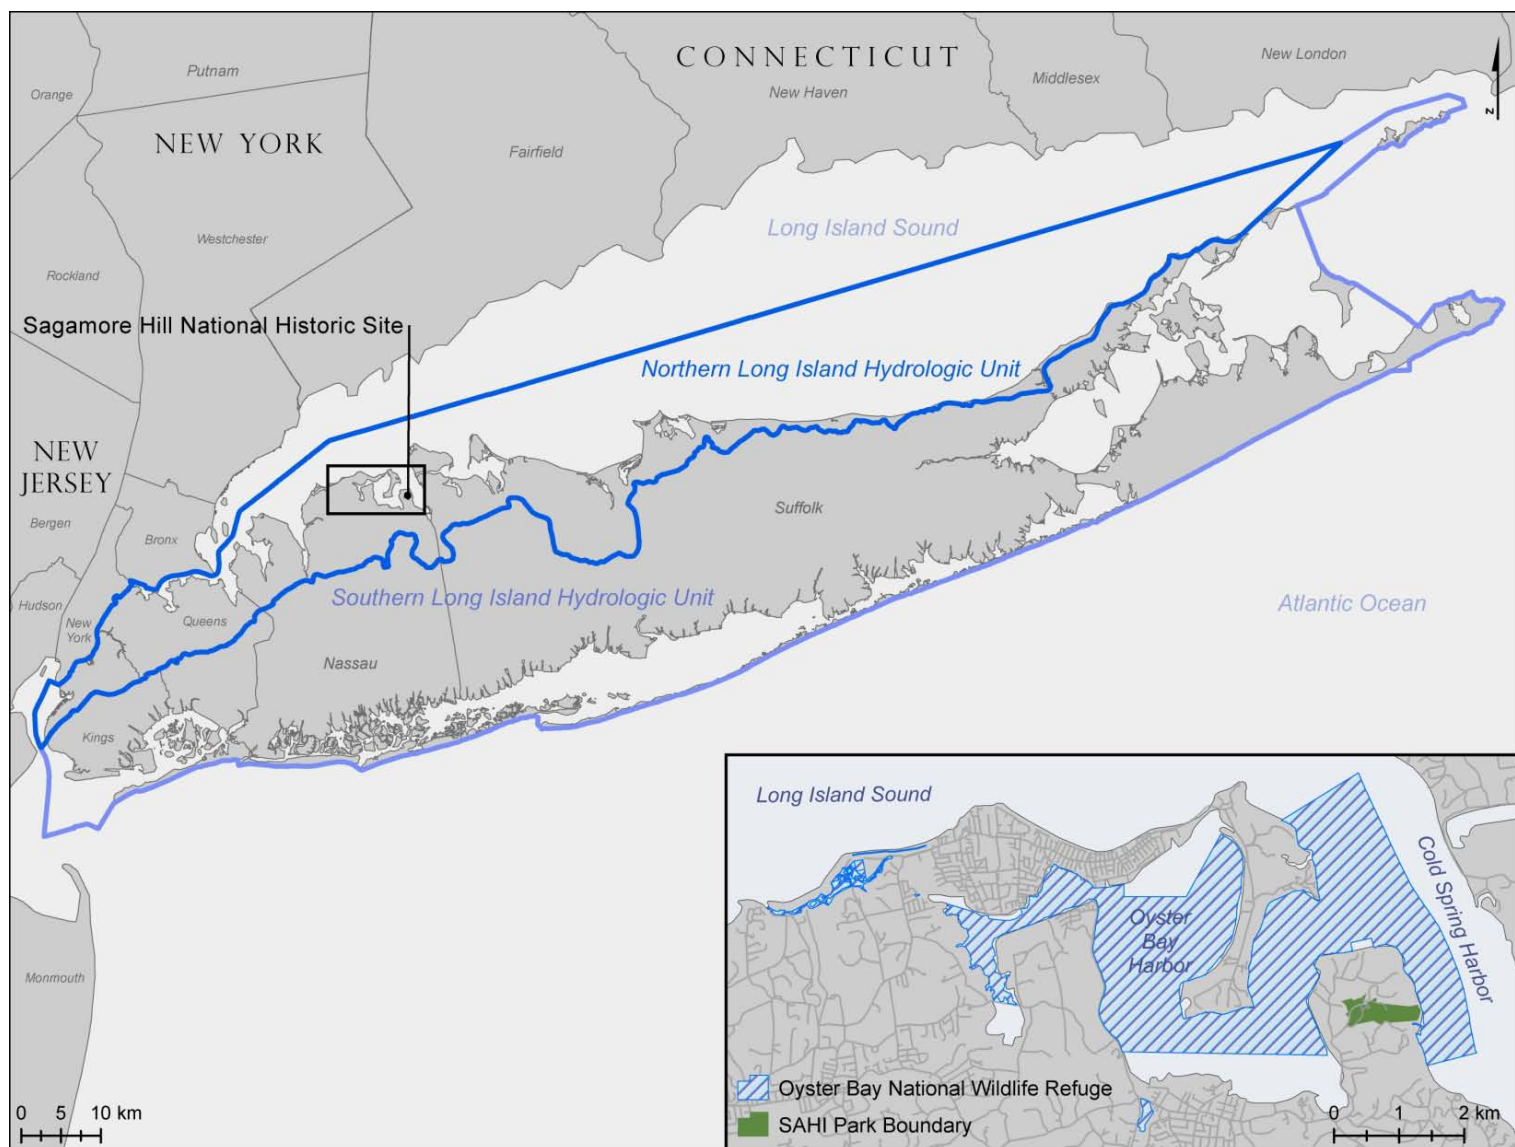 CONNECTICUT
New London
Putnam
Middlesex
Orange
New Haven
NEW YORK
Fairfield
N
Long Island Sound
Westchester
Rockland
Sagamore Hill National Historic Site
Northern Long Island Hydrologic Unit
NEW
JERSEY
Bergen
Bronx
Suffolk
Hudson
New
York
Queens
Southern Long Island Hydrologic Unit
Atlantic Ocean
Nassau
Kings
Monmouth
0 5 10 km
Long Island Sound
Oyster
Bay
Harbor
Cold Spring Harbor
Oyster Bay National Wildlife Refuge
SAHI Park Boundary
0 1 2 km